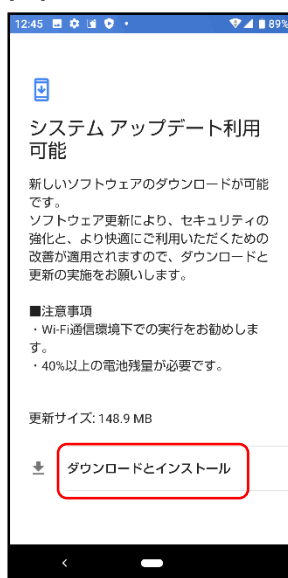 12:45
89%
システム アップデート利用
可能
新しいソフトウェアのダウンロードが可能
です。
ソフトウェア更新により、セキュリティの
強化と、より快適にご利用いただくための
改善が適用されますので、ダウンロードと
更新の実施をお願いします。
■注意事項
・Wi-Fi通信環境下での実行をお勧めしま
す。
・40%以上の電池残量が必要です。
更新サイズ: 148.9 MB
ダウンロードとインストール